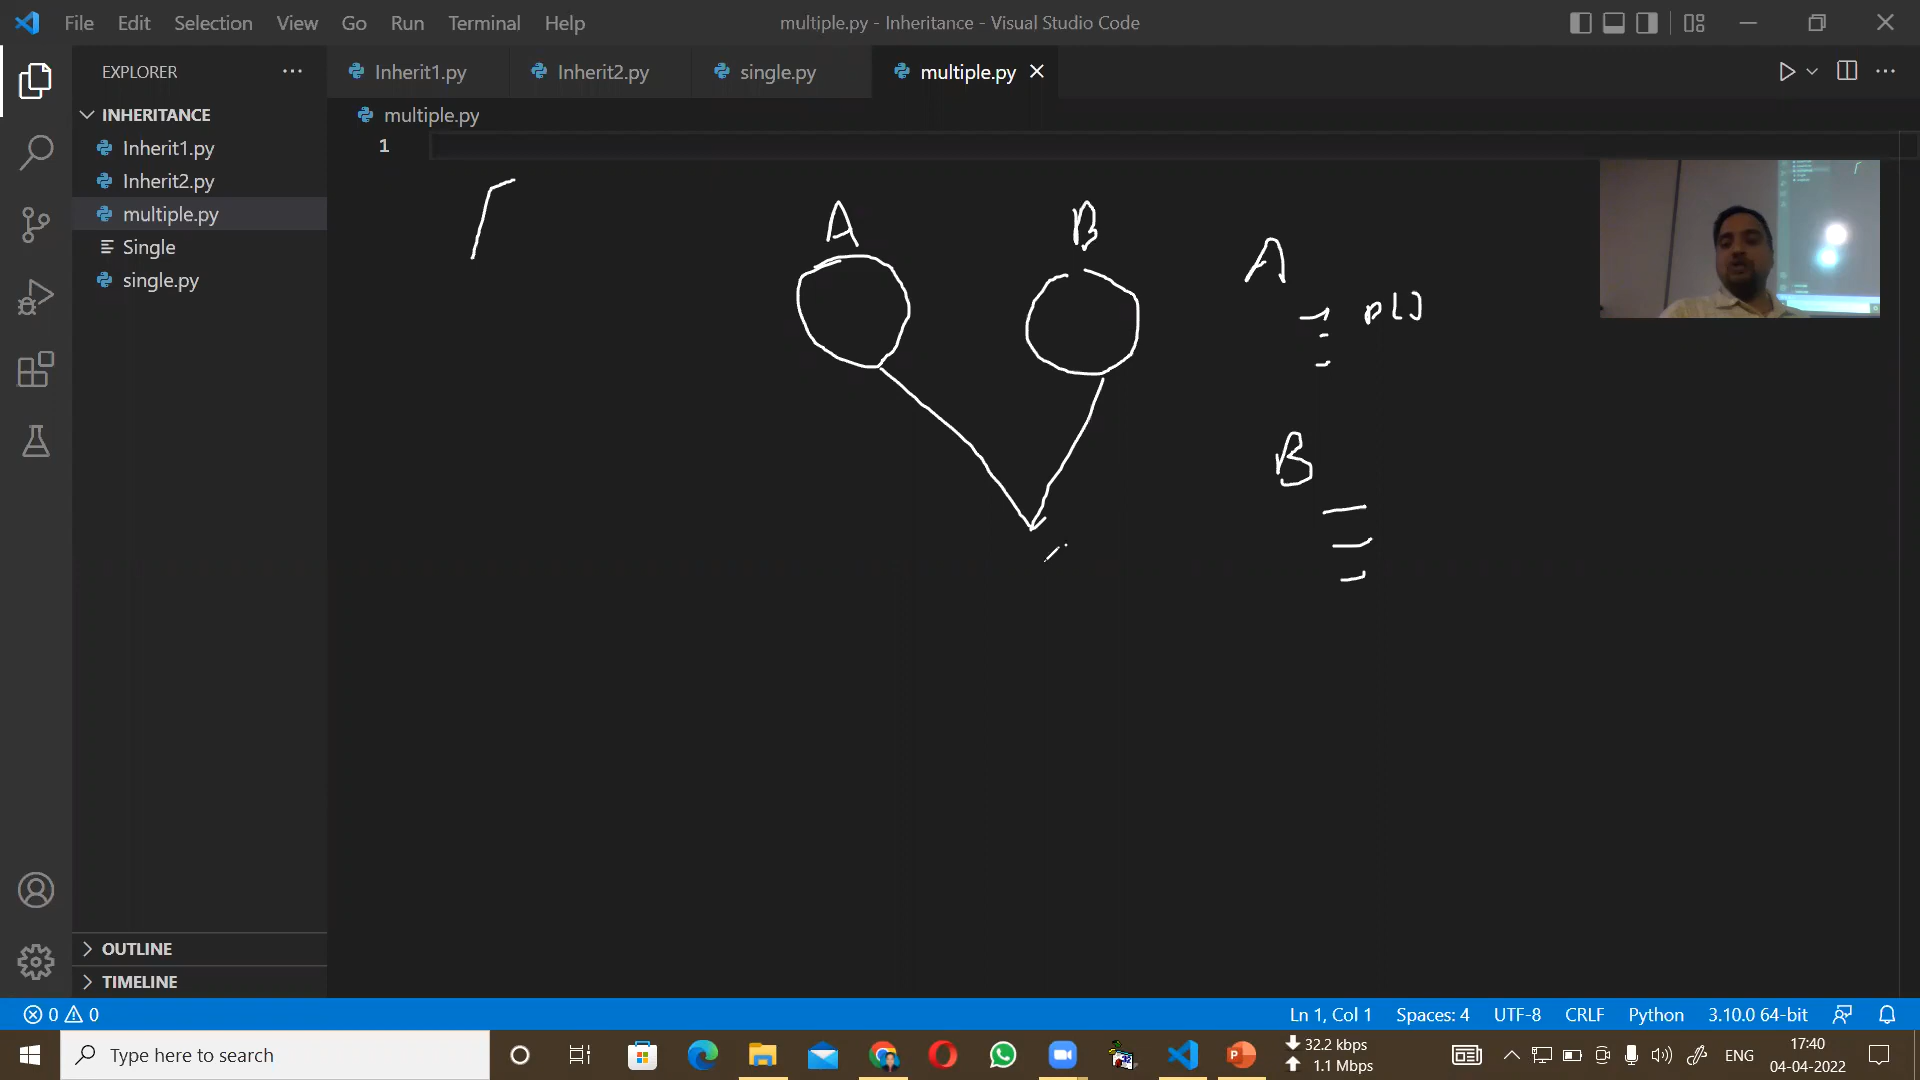 File Edit Selection View Go Run Terminal Help
multiple.py - Inheritance - Visual Studio Code
EXPLORER
Inherit1.py
Inherit2.py
single.py
multiple.py
INHERITANCE
Inherit1.py
Inherit2.py
multiple.py
Single
single.py
multiple.py
1
A
B
A
B
OUTLINE
TIMELINE
0 0
Ln 1, Col 1 Spaces: 4 UTF-8 CRLF Python 3.10.0 64-bit
Type here to search
32.2 kbps
1.1 Mbps
ENG
17:40
04-04-2022